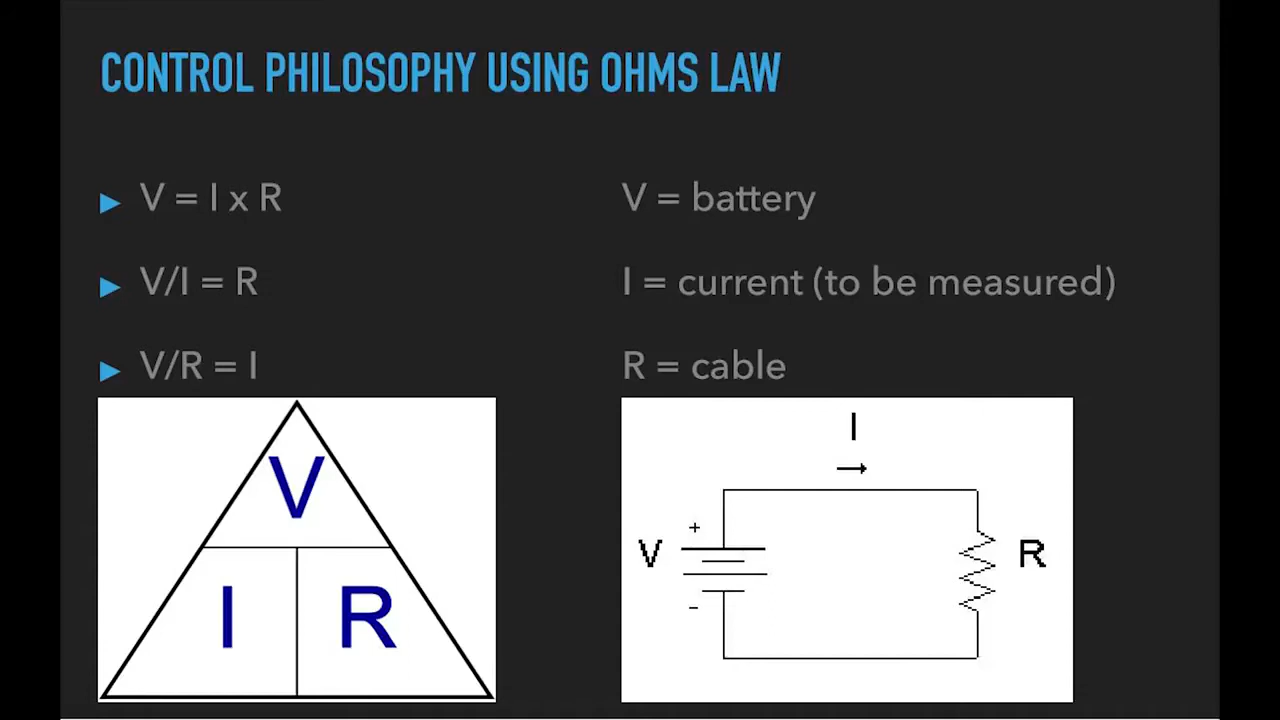 CONTROL PHILOSOPHY USING OHMS LAW
▶ V = I x R
V = battery
▶ V/I = R
I = current (to be measured)
▶ V/R = I
R = cable
V
I R
I
→
+
V R
-